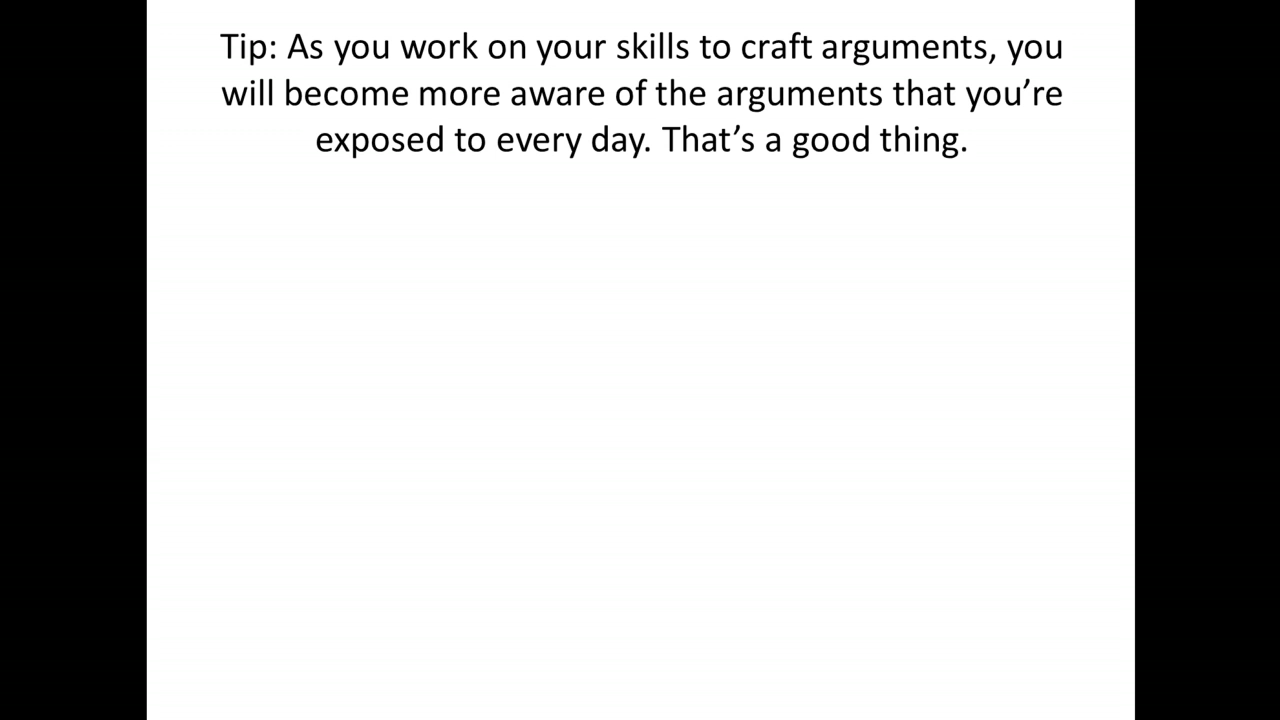 Tip: As you work on your skills to craft arguments, you
will become more aware of the arguments that you’re
exposed to every day. That’s a good thing.